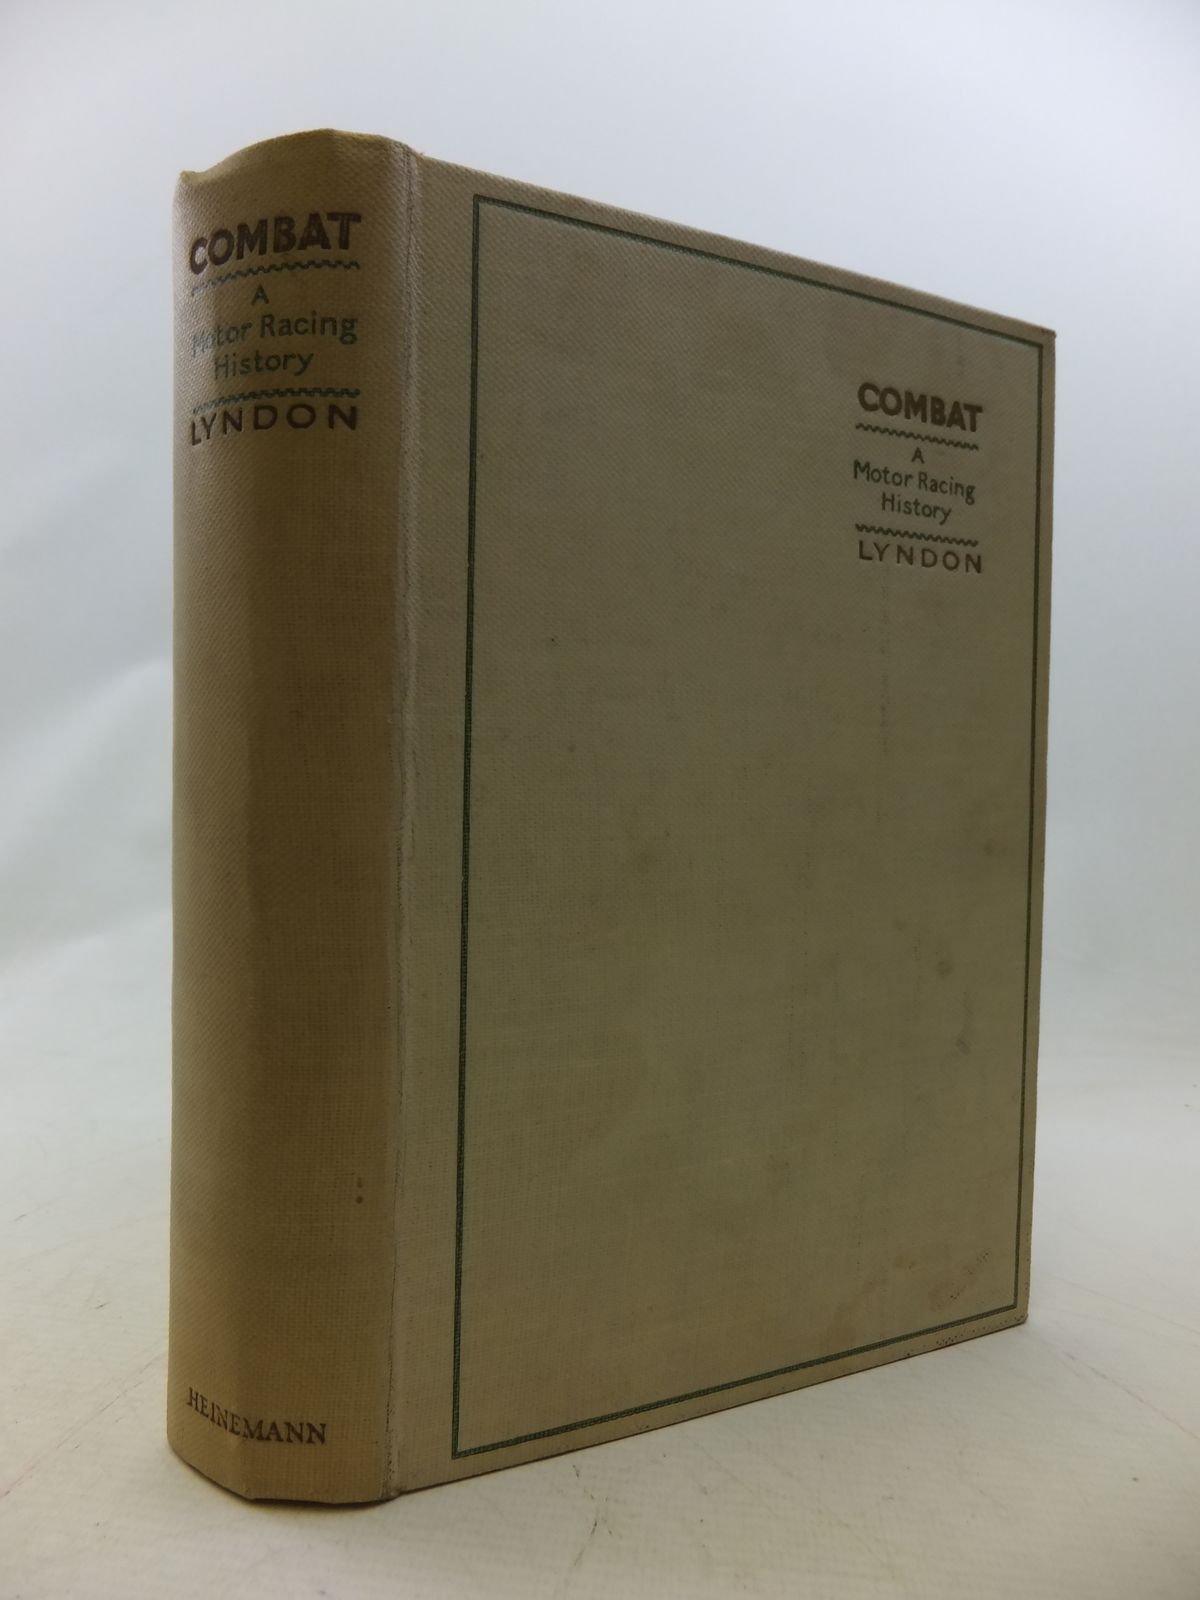 COMBAT
A
Motor Racing
History
LYNDON
HEINEMANN
COMBAT
A
Motor Racing
History
LYNDON